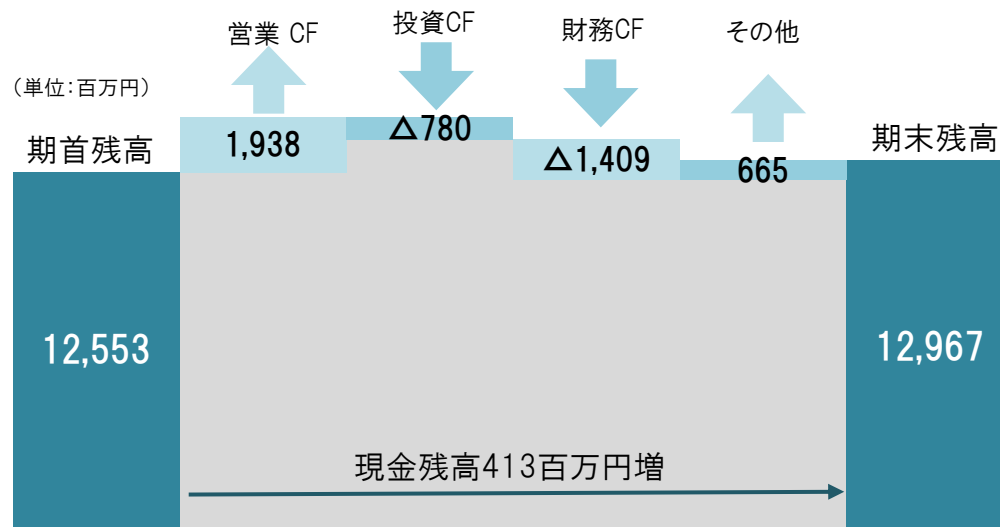 営業 CF
投資CF
財務CF
その他
（単位：百万円）
期首残高
1,938
△780
△1,409
665
期末残高
12,553
12,967
現金残高413百万円増